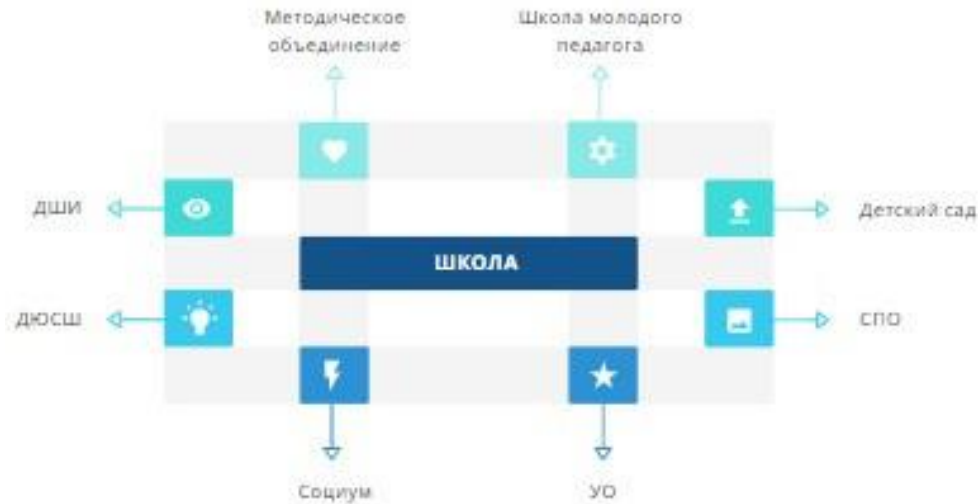 Методическое
объединение
Школа молодого
педагога
ДШИ
Детский сад
ШКОЛА
ДЮСШ
СПО
Социум
УО